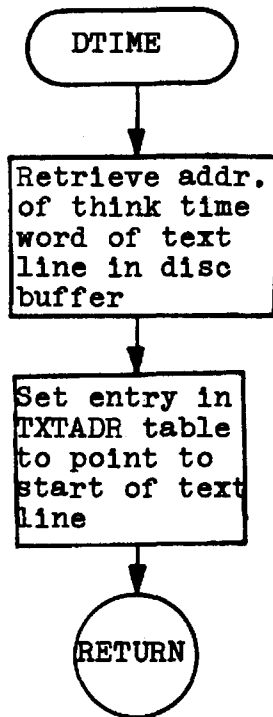 DTIME
Retrieve addr.
of think time
word of text
line in disc
buffer
Set entry in
TXTADR table
to point to
start of text
line
RETURN